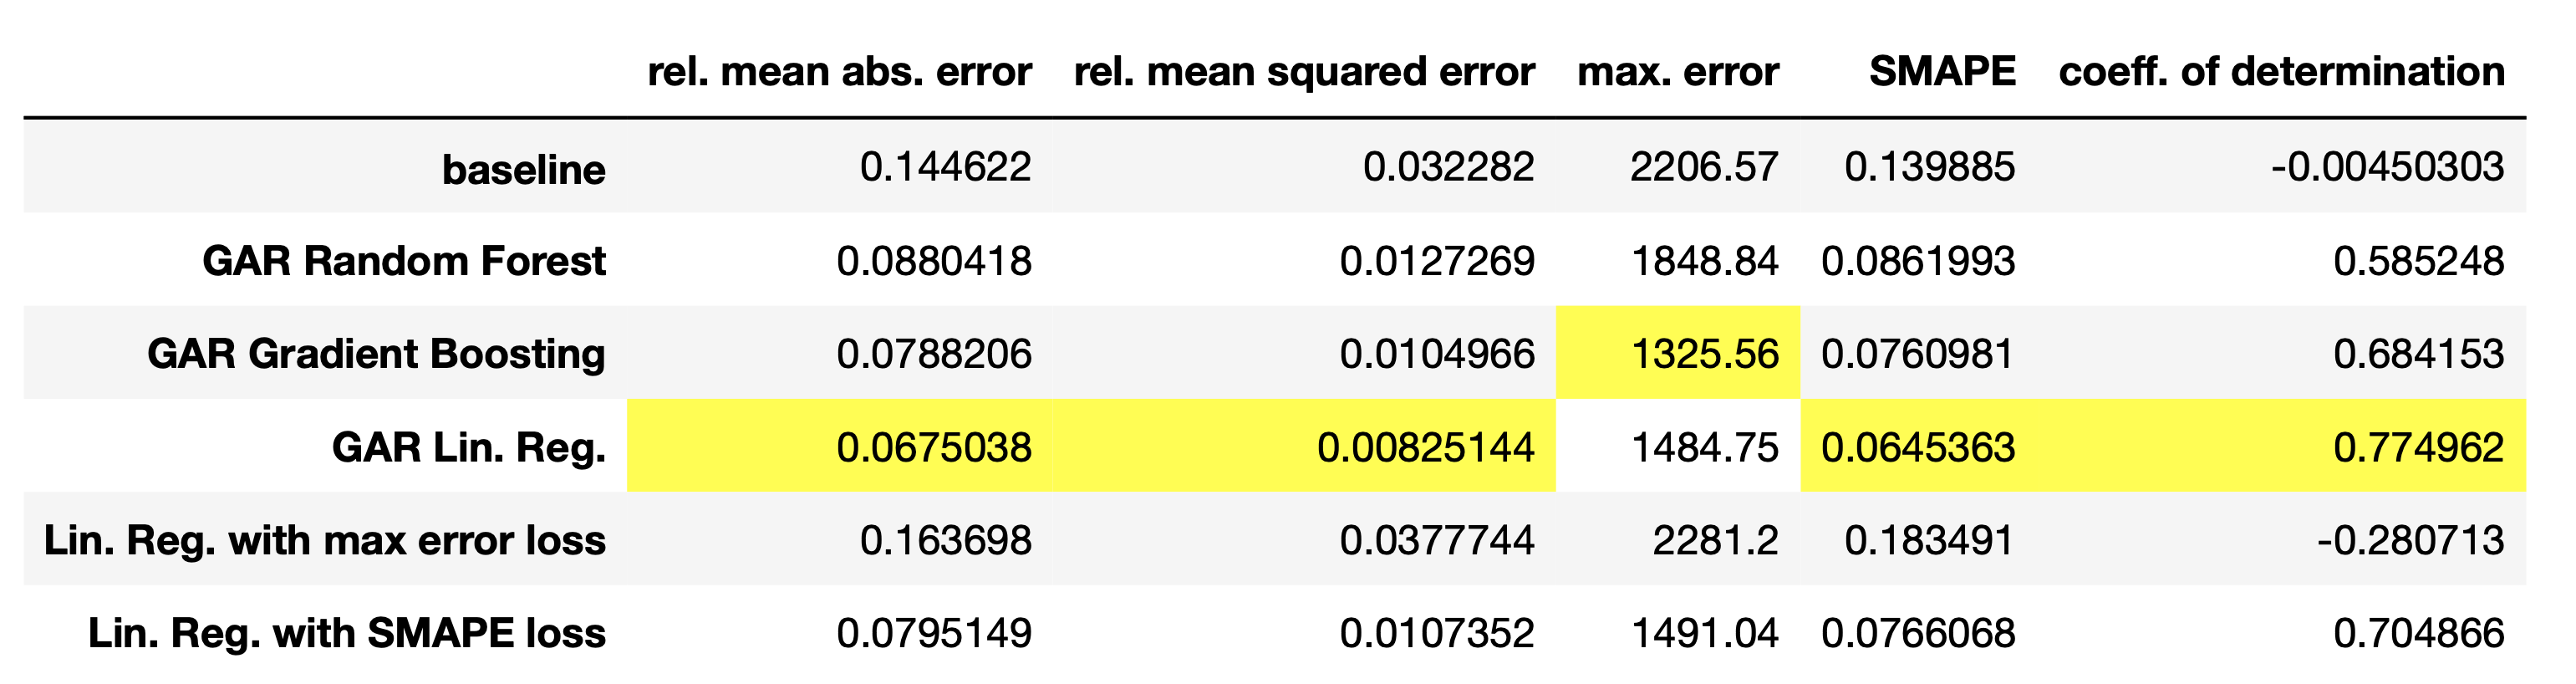 rel. mean abs. error rel. mean squared error max. error SMAPE coeff. of determination
baseline 0.144622 0.032282 2206.57 0.139885 -0.00450303
GAR Random Forest 0.0880418 0.0127269 1848.84 0.0861993 0.585248
GAR Gradient Boosting 0.0788206 0.0104966 1325.56 0.0760981 0.684153
GAR Lin. Reg. 0.0675038 0.00825144 1484.75 0.0645363 0.774962
Lin. Reg. with max error loss 0.163698 0.0377744 2281.2 0.183491 -0.280713
Lin. Reg. with SMAPE loss 0.0795149 0.0107352 1491.04 0.0766068 0.704866